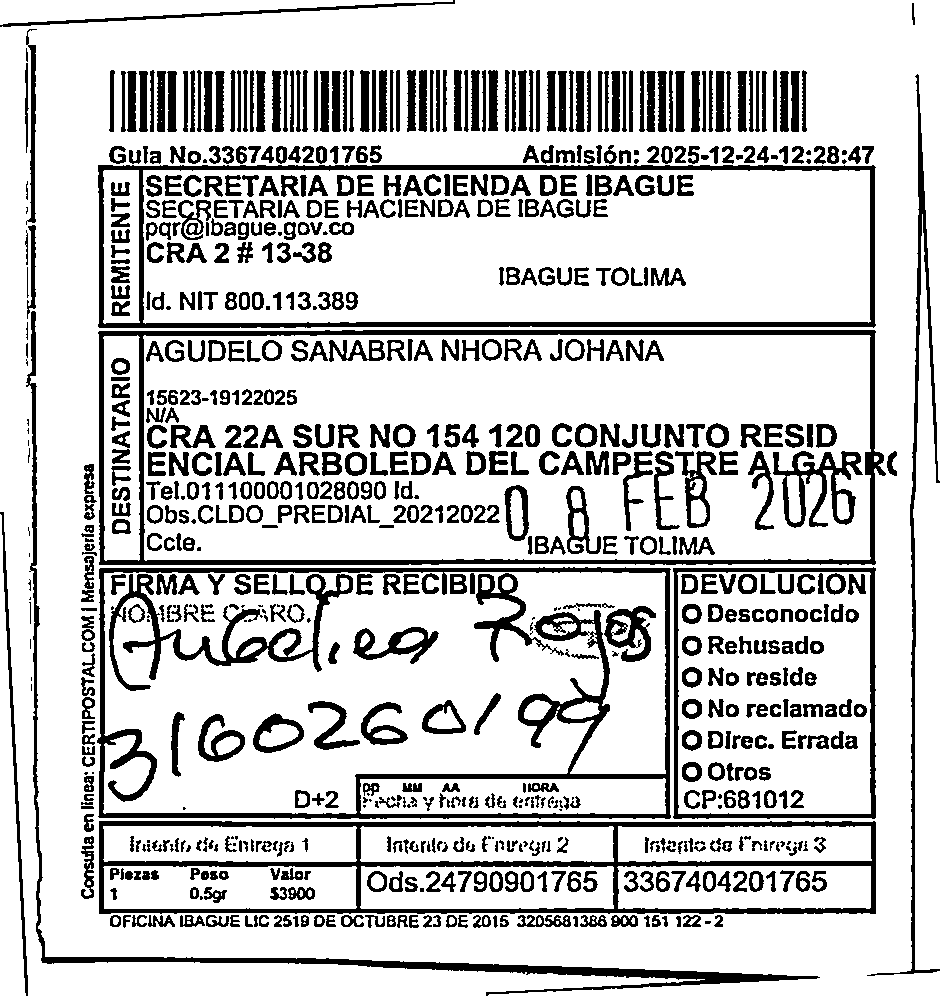 Guia No.3367404201765 Admisión: 2025-12-24-12:28:47
REMITENTE
SECRETARIA DE HACIENDA DE IBAGUE
SECRETARIA DE HACIENDA DE IBAGUE
pqr@ibague.gov.co
CRA 2 # 13-38
IBAGUE TOLIMA
Id. NIT 800.113.389
DESTINATARIO
AGUDELO SANABRIA NHORA JOHANA
15623-19122025
N/A
CRA 22A SUR NO 154 120 CONJUNTO RESID
ENCIAL ARBOLEDA DEL CAMPESTRE ALGARRO
Tel.011100001028090 Id.
Obs.CLDO_PREDIAL_20212022
08 FEB 2026
Ccte.
IBAGUE TOLIMA
FIRMA Y SELLO DE RECIBIDO
NOMBRE CLARO.
Angelica Rojas
3160260199
D+2
DD MM AA HORA
Fecha y hora de entrega
DEVOLUCION
O Desconocido
O Rehusado
O No reside
O No reclamado
O Direc. Errada
O Otros
CP:681012
Intento de Entrega 1 Intento de Entrega 2 Intento de Entrega 3
Piezas Peso Valor
1 0.5gr $3900
Ods.24790901765 3367404201765
OFICINA IBAGUE LIC 2519 DE OCTUBRE 23 DE 2015 3205681386 900 151 122 - 2
Consulta en linea: CERTIPOSTAL.COM | Mensajería expresa